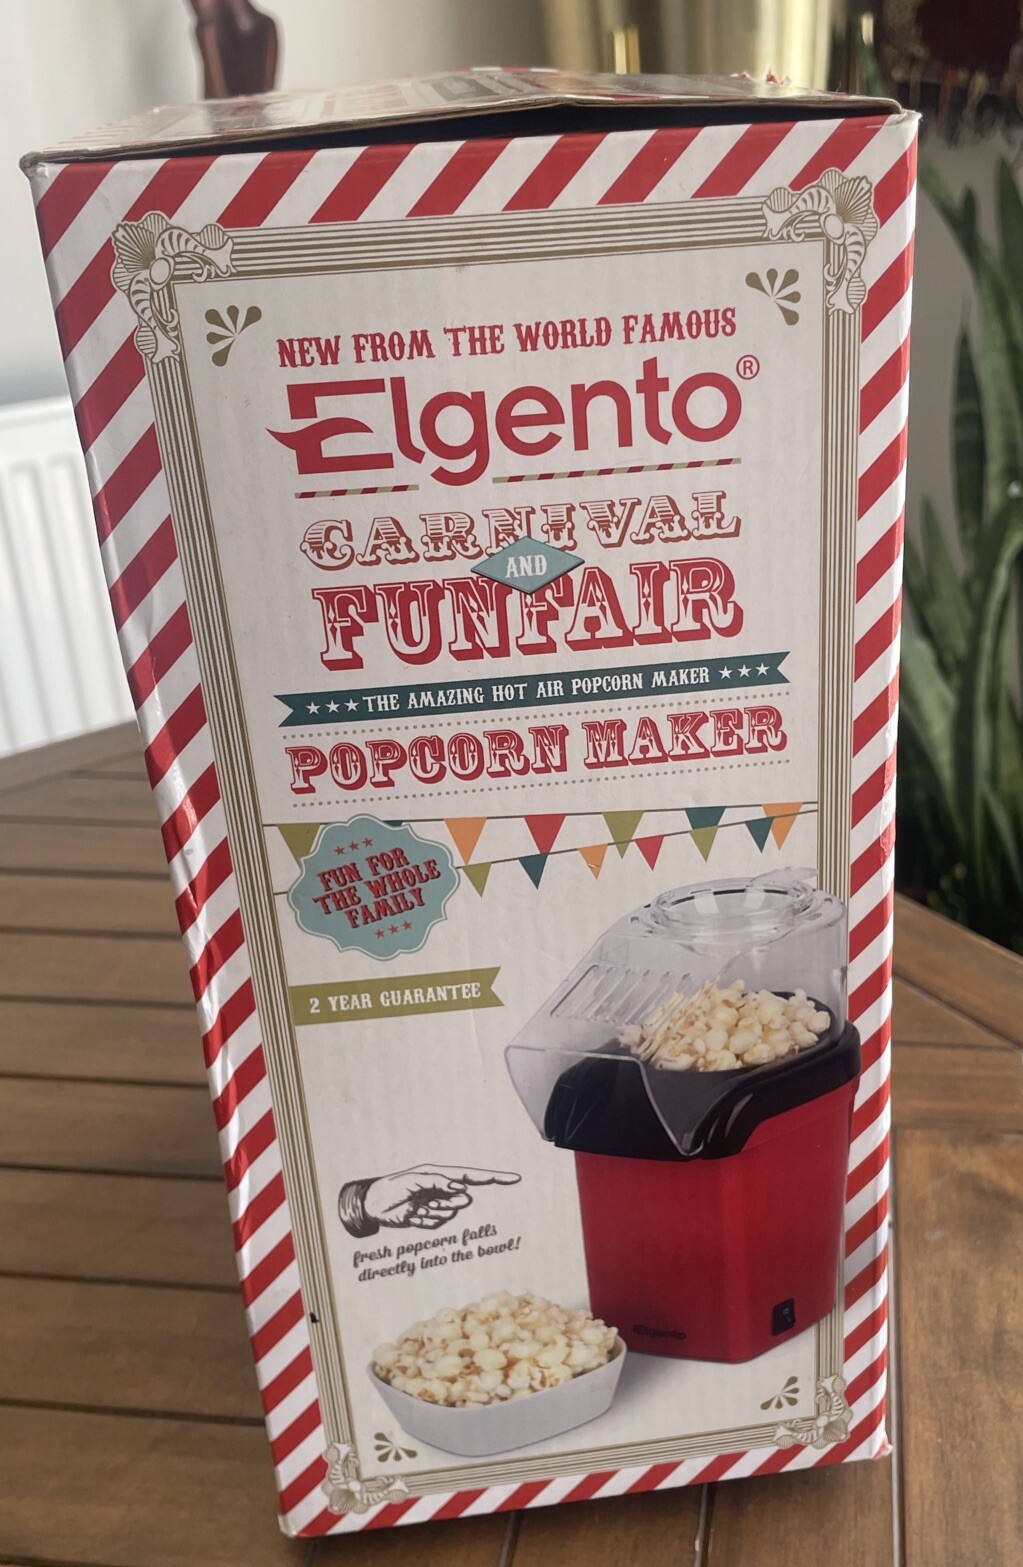 NEW FROM THE WORLD FAMOUS
Elgento®
CARNIVAL
AND
FUNFAIR
★★★THE AMAZING HOT AIR POPCORN MAKER ★★★
POPCORN MAKER
FUN FOR
THE WHOLE
FAMILY
2 YEAR GUARANTEE
fresh popcorn falls
directly into the bowl!
Elgento